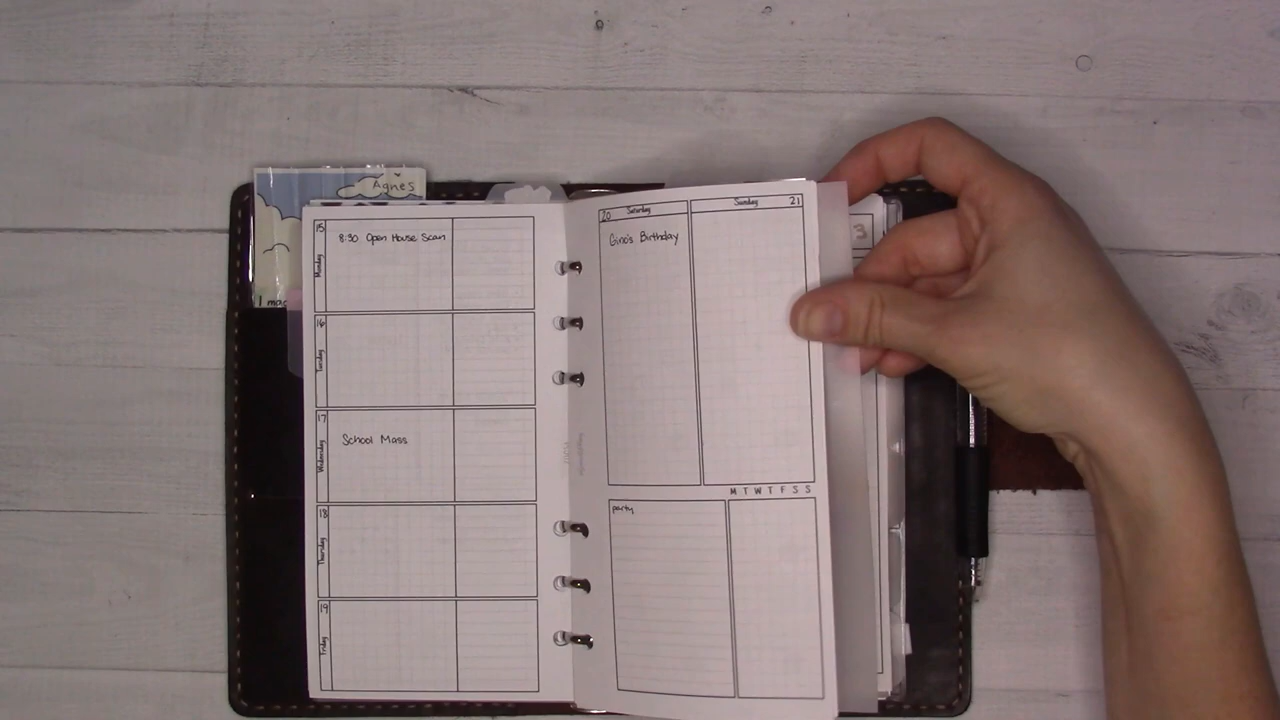 Agnes
15
Monday
8:30 Open House Scan
16
Tuesday
17
Wednesday
School Mass
18
Thursday
19
Friday
20 Saturday
Gino's Birthday
Sunday 21
M T W T F S S
party
3